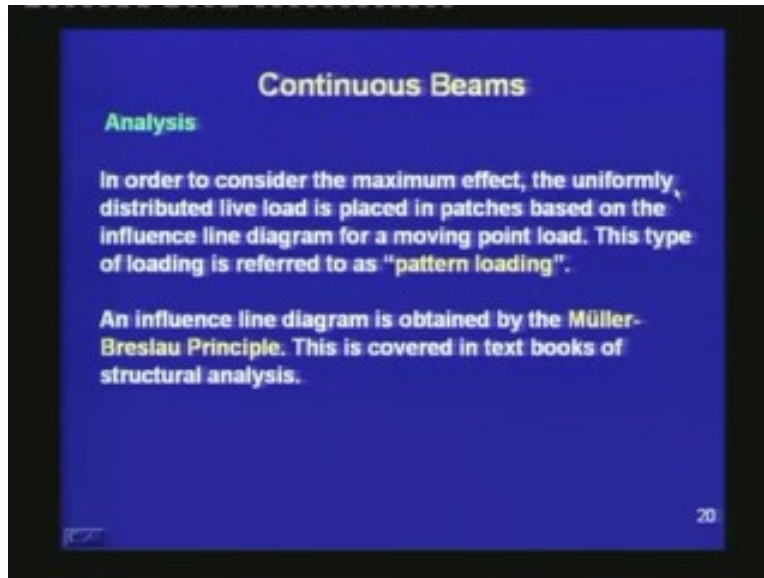 Continuous Beams
Analysis
In order to consider the maximum effect, the uniformly
distributed live load is placed in patches based on the
influence line diagram for a moving point load. This type
of loading is referred to as “pattern loading”.
An influence line diagram is obtained by the Müller-
Breslau Principle. This is covered in text books of
structural analysis.
20